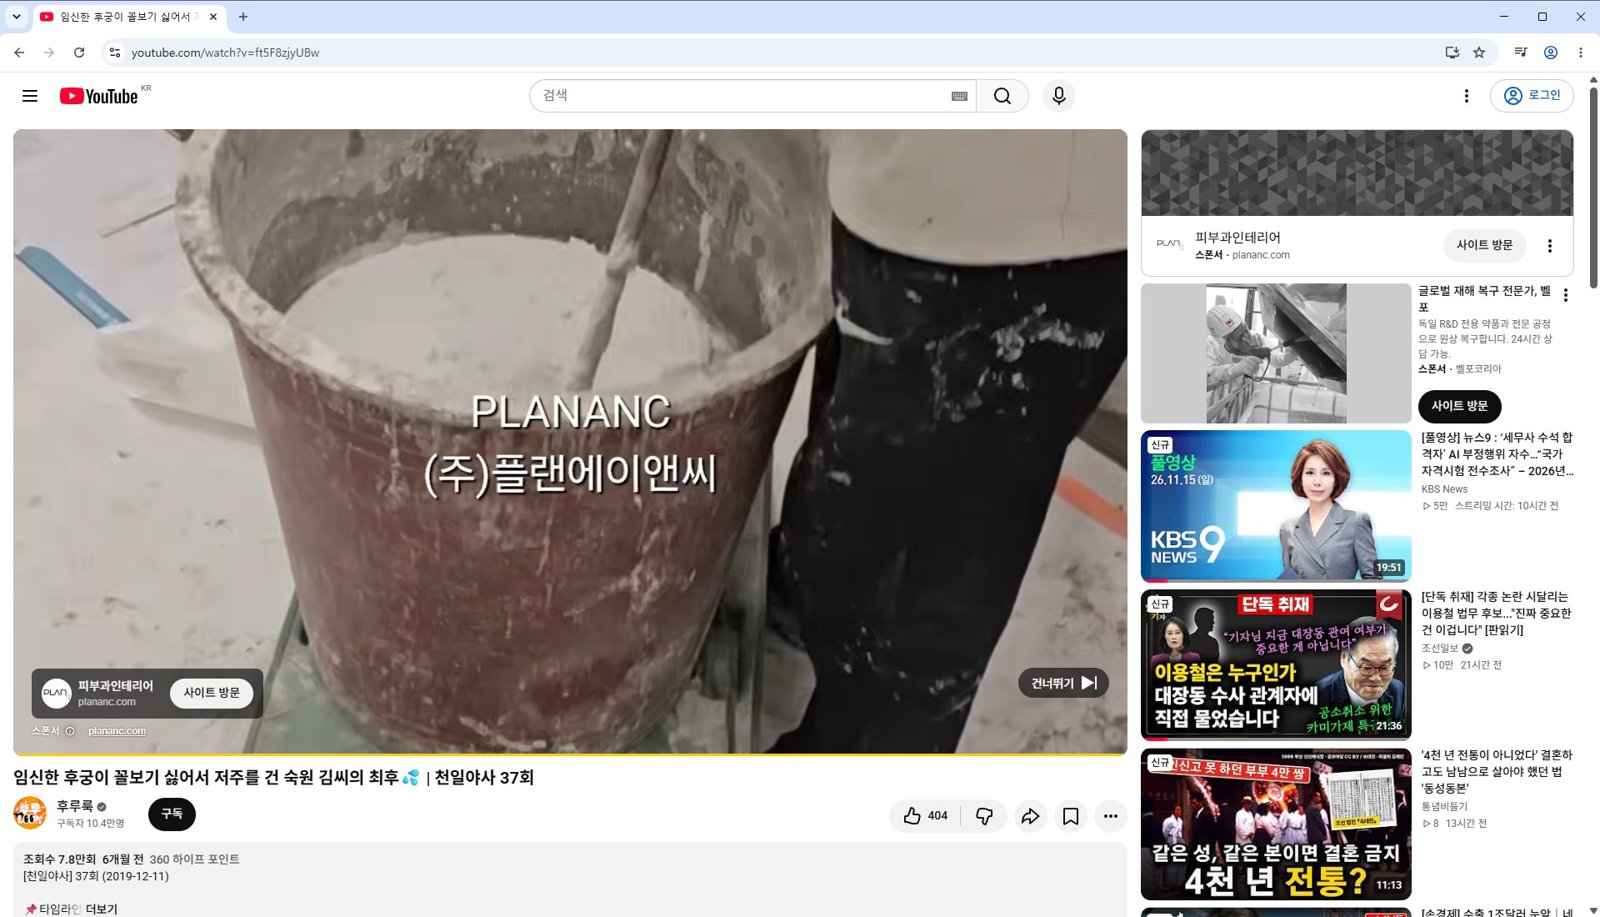 임신한 후궁이 꼴보기 싫어서
youtube.com/watch?v=ft5F8zjyUBw
YouTube KR
검색
로그인
PLANANC
(주)플랜에이앤씨
PLAN
피부과인테리어
plananc.com
사이트 방문
건너뛰기
스폰서 plananc.com
임신한 후궁이 꼴보기 싫어서 저주를 건 숙원 김씨의 최후💦 | 천일야사 37회
후루룩
구독자 10.4만명
구독
404
조회수 7.8만회 6개월 전 360 하이프 포인트
[천일야사] 37회 (2019-12-11)
📌타임라인 더보기
PLAN
피부과인테리어
스폰서 · plananc.com
사이트 방문
글로벌 재해 복구 전문가, 벨
포
독일 R&D 전용 약품과 전문 공정
으로 원상 복구합니다. 24시간 상
담 가능.
스폰서 · 벨포코리아
사이트 방문
신규
풀영상
26.11.15(일)
KBS
NEWS 9
19:51
[풀영상] 뉴스9 : ‘세무사 수석 합
격자’ AI 부정행위 자수…“국가
자격시험 전수조사” – 2026년...
KBS News
5만 스트리밍 시간: 10시간 전
신규
기자
단독 취재
"기자님 지금 대장동 관여 여부가
중요한 게 아닙니다"
이용철은 누구인가
대장동 수사 관계자에
직접 물었습니다
공소취소 위한
카미가제 특
21:36
[단독 취재] 각종 논란 시달리는
이용철 법무 후보..."진짜 중요한
건 이겁니다" [판읽기]
조선일보
10만 21시간 전
신규
신고 못 하던 부부 4만 쌍
같은 성, 같은 본이면 결혼 금지
4천 년 전통?
11:13
'4천 년 전통이 아니었다' 결혼하
고도 남남으로 살아야 했던 법
'동성동본'
통념비틀기
8 13시간 전
신규
[손경제] 수출 1조달러 눈앞 | 네